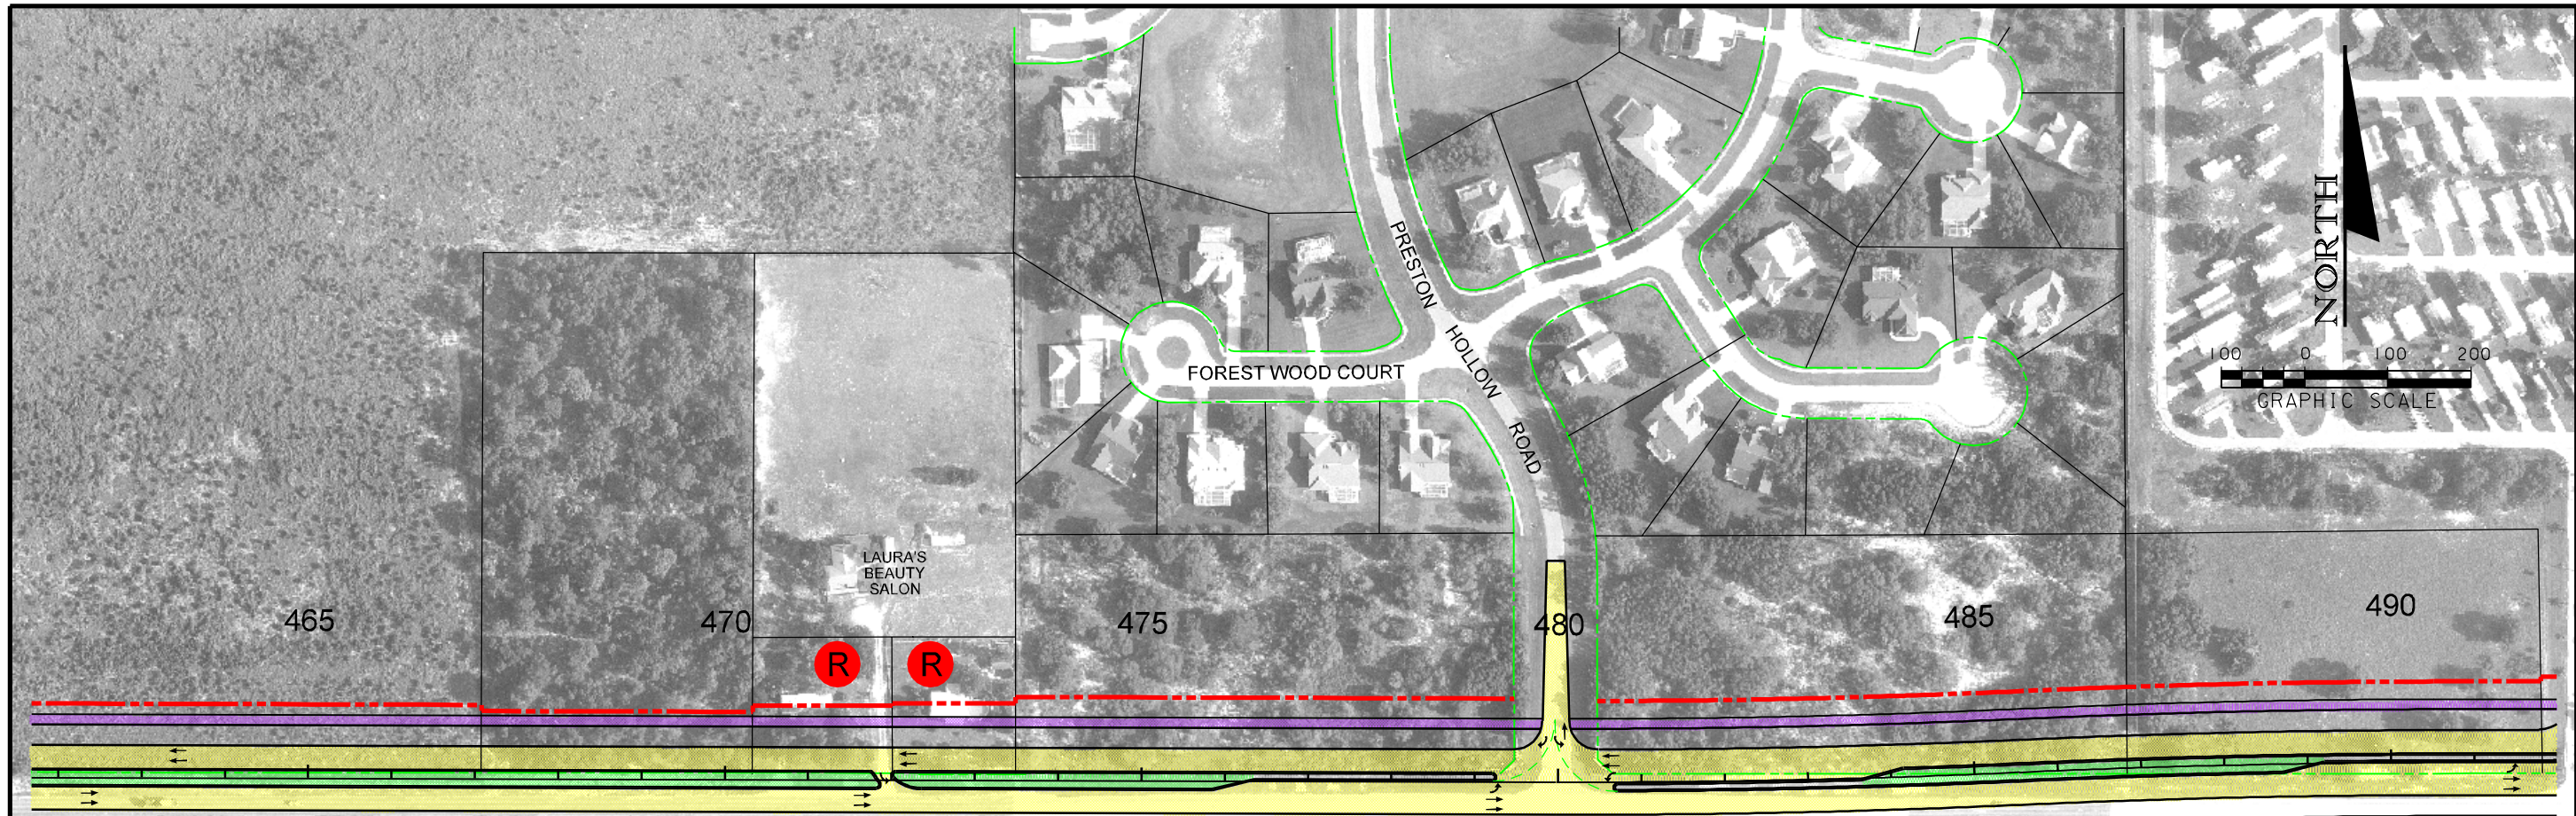 PRESTON
HOLLOW
ROAD
FOREST WOOD COURT
NORTH
100 0 100 200
GRAPHIC SCALE
LAURA'S
BEAUTY
SALON
465 470 475 480 485 490
R R